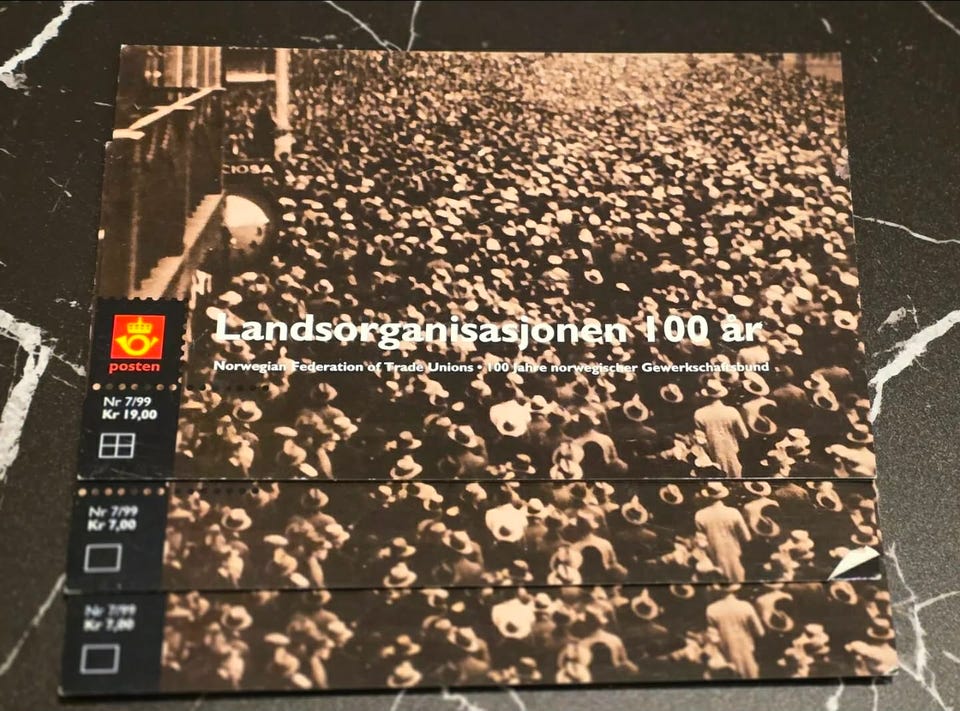 CIOSA
Landsorganisasjonen 100 år
Norwegian Federation of Trade Unions • 100 Jahre norwegischer Gewerkschaftsbund
posten
Nr 7/99
Kr 19,00
Nr 7/99
Kr 7,00
Nr 7/99
Kr 7,00